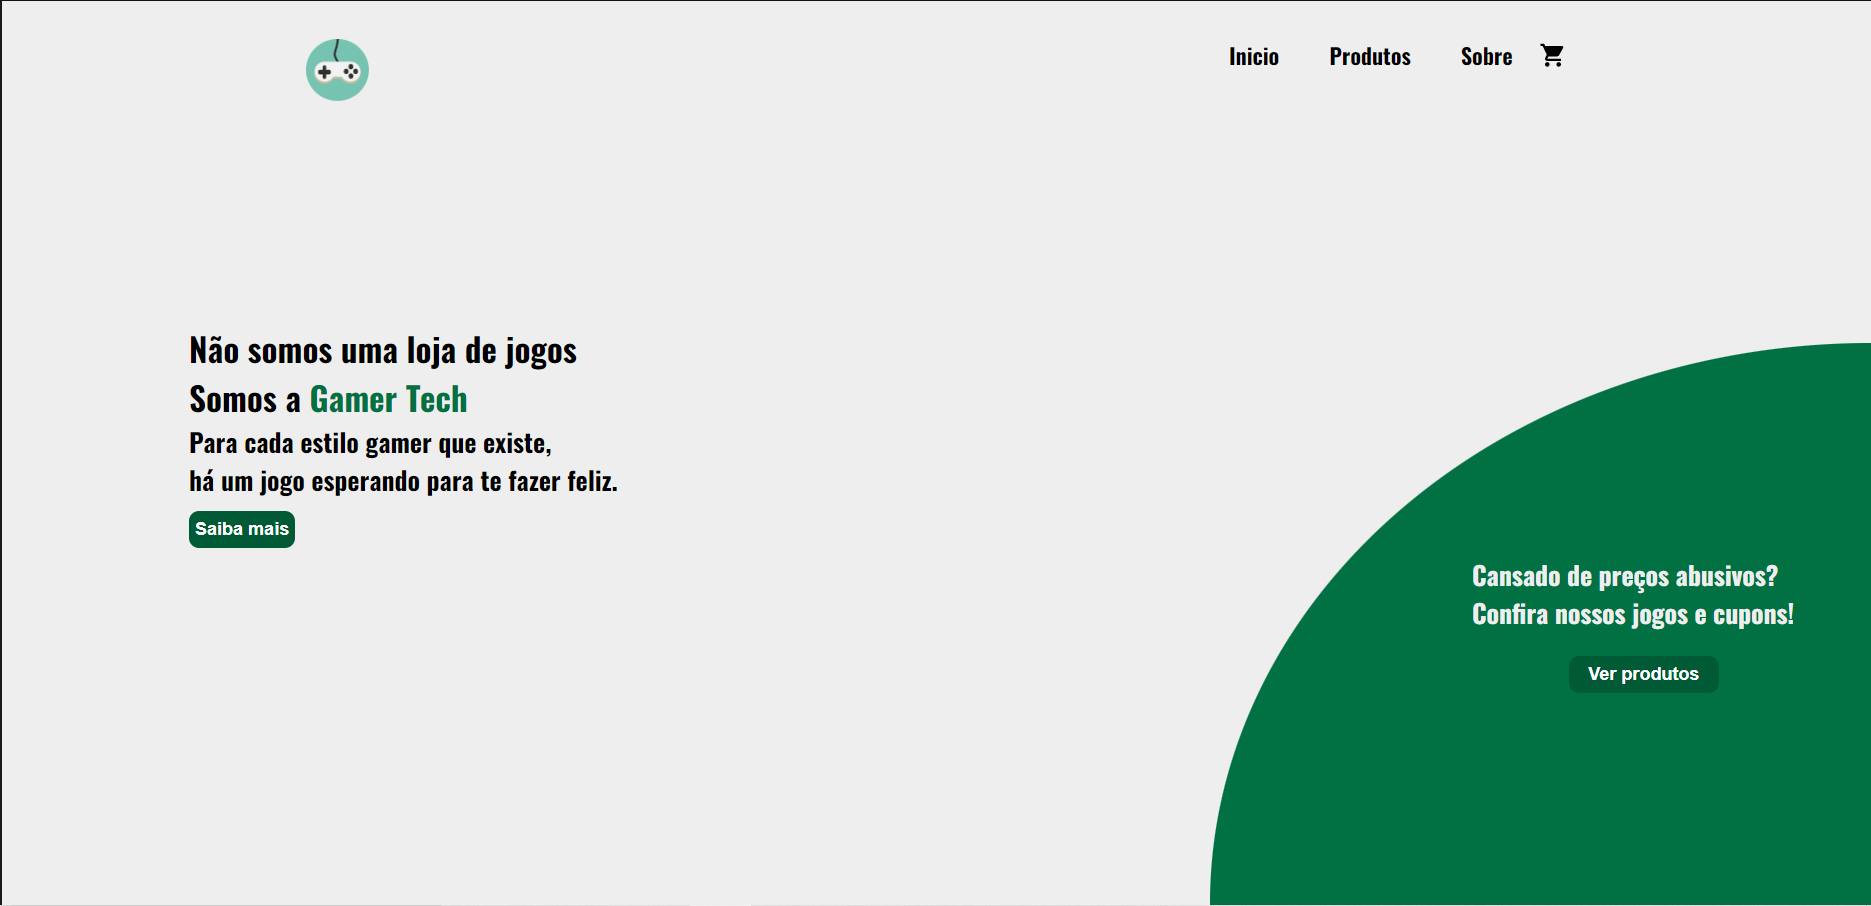 Inicio Produtos Sobre
Não somos uma loja de jogos
Somos a Gamer Tech
Para cada estilo gamer que existe,
há um jogo esperando para te fazer feliz.
Saiba mais
Cansado de preços abusivos?
Confira nossos jogos e cupons!
Ver produtos